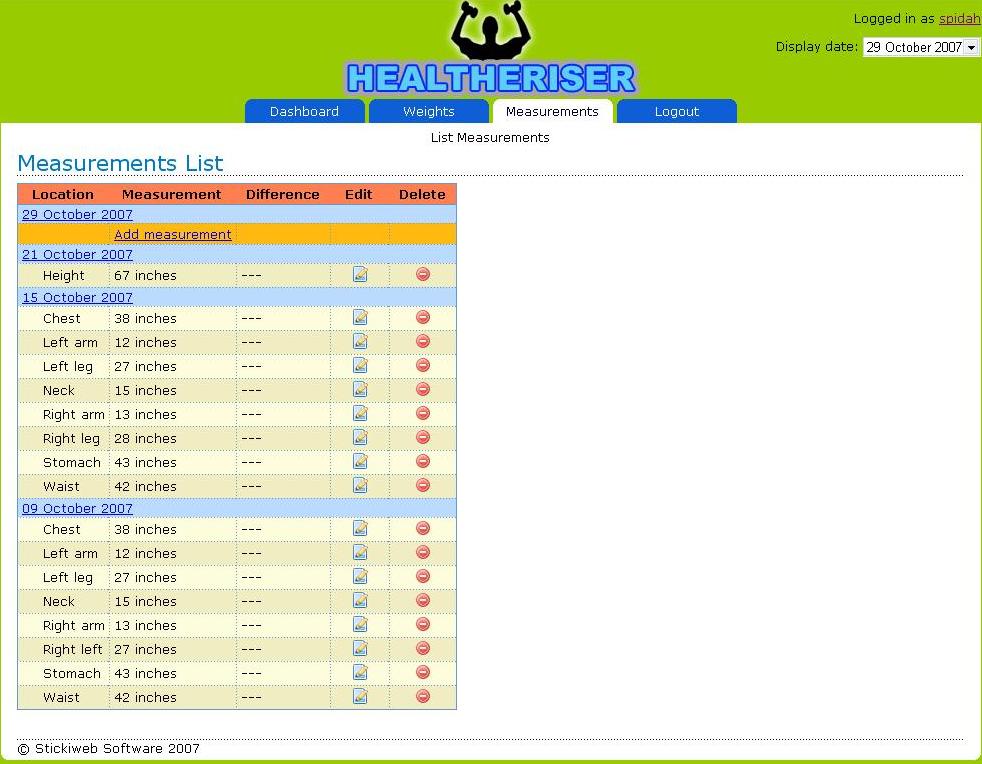 Logged in as spidah
Display date: 29 October 2007
HEALTHERISER
Dashboard Weights Measurements Logout
List Measurements
Measurements List
Location Measurement Difference Edit Delete
29 October 2007
Add measurement
21 October 2007
Height 67 inches ---
15 October 2007
Chest 38 inches ---
Left arm 12 inches ---
Left leg 27 inches ---
Neck 15 inches ---
Right arm 13 inches ---
Right leg 28 inches ---
Stomach 43 inches ---
Waist 42 inches ---
09 October 2007
Chest 38 inches ---
Left arm 12 inches ---
Left leg 27 inches ---
Neck 15 inches ---
Right arm 13 inches ---
Right left 27 inches ---
Stomach 43 inches ---
Waist 42 inches ---
© Stickiweb Software 2007